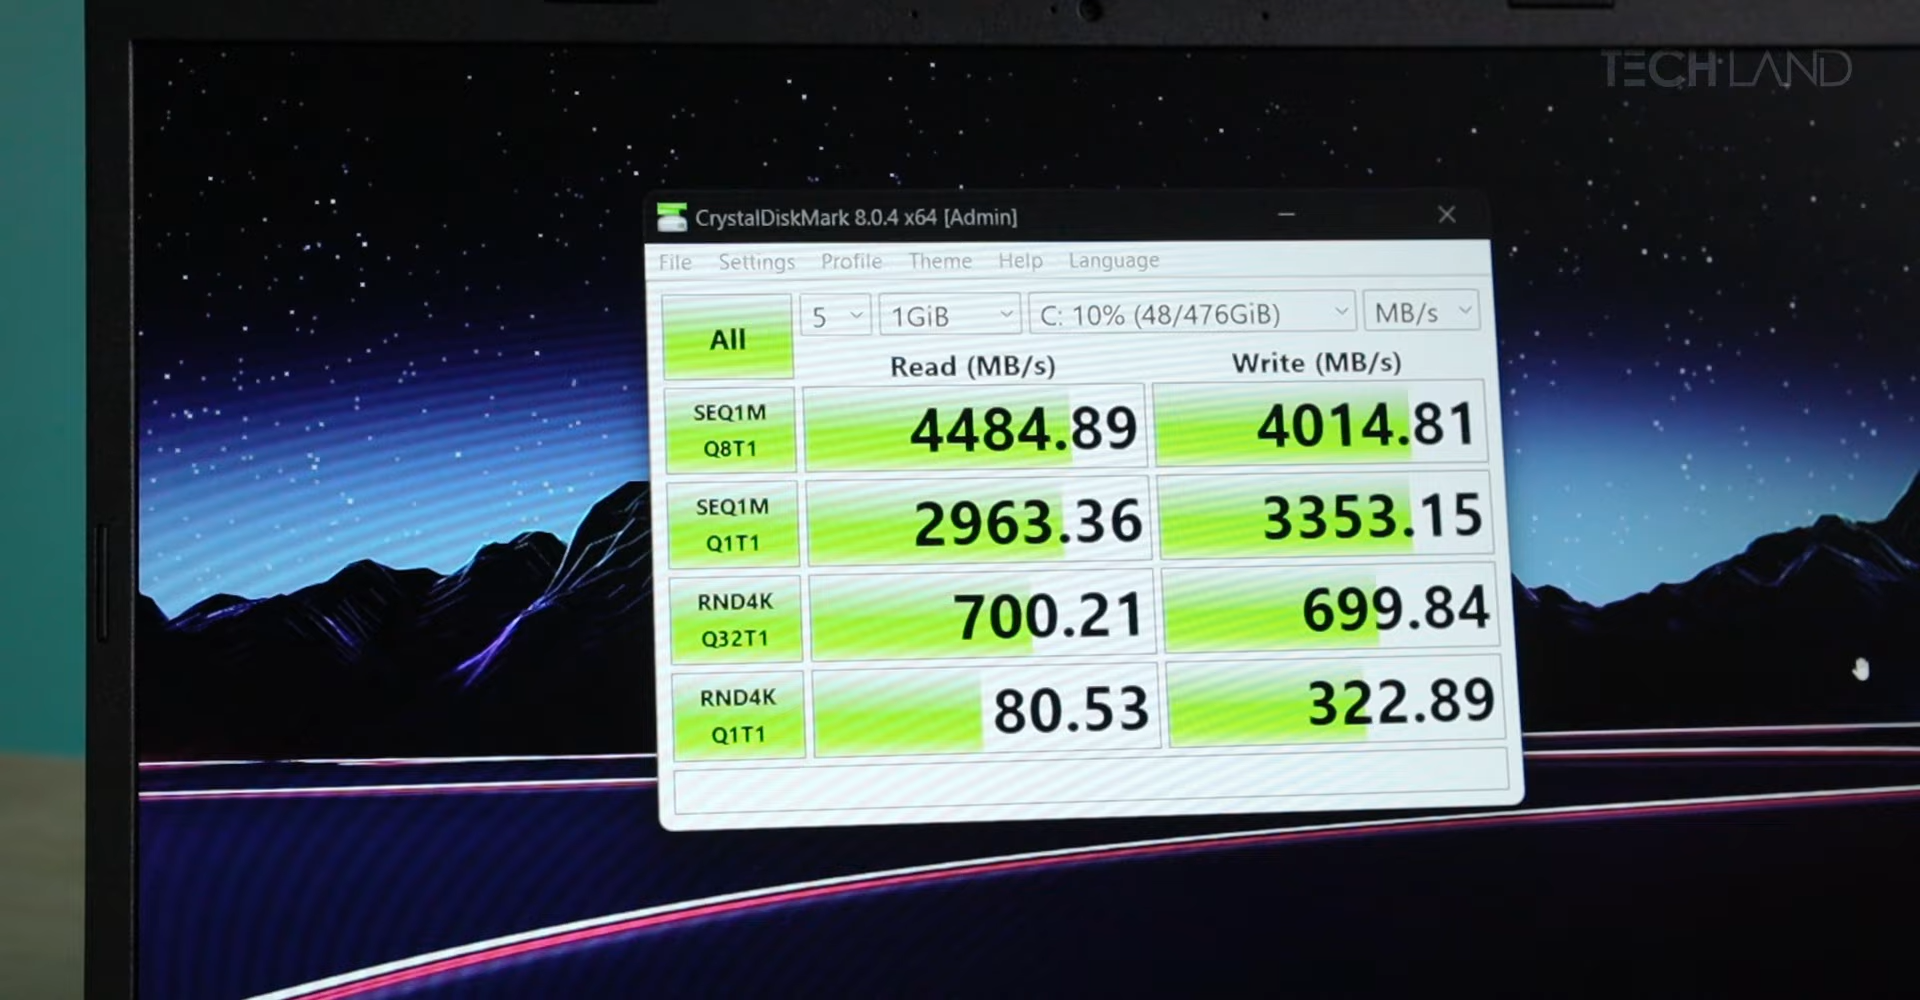 TECH LAND
CrystalDiskMark 8.0.4 x64 [Admin]
File Settings Profile Theme Help Language
All 5 1GiB C: 10% (48/476GiB) MB/s
Read (MB/s) Write (MB/s)
SEQ1M
Q8T1
4484.89 4014.81
SEQ1M
Q1T1
2963.36 3353.15
RND4K
Q32T1
700.21 699.84
RND4K
Q1T1
80.53 322.89